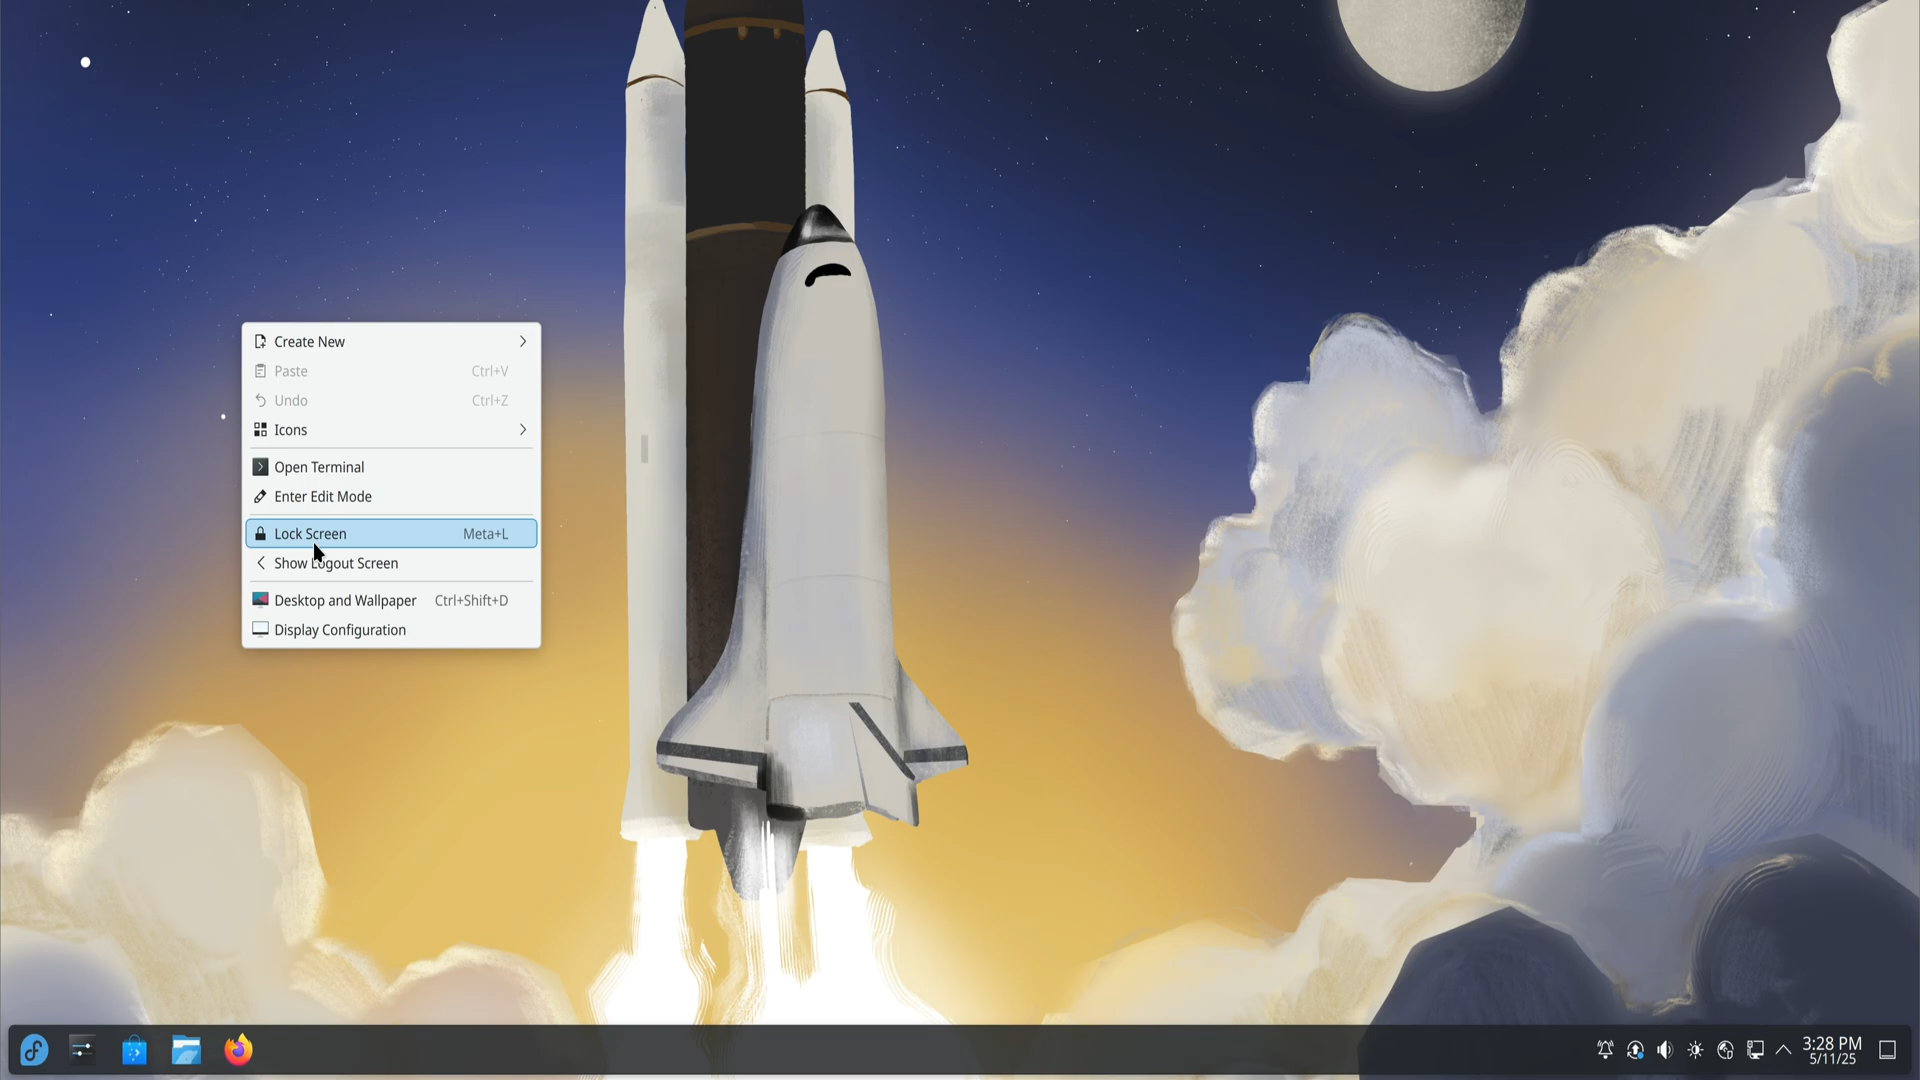 Create New
Paste Ctrl+V
Undo Ctrl+Z
Icons
Open Terminal
Enter Edit Mode
Lock Screen Meta+L
Show Logout Screen
Desktop and Wallpaper Ctrl+Shift+D
Display Configuration
3:28 PM
5/11/25